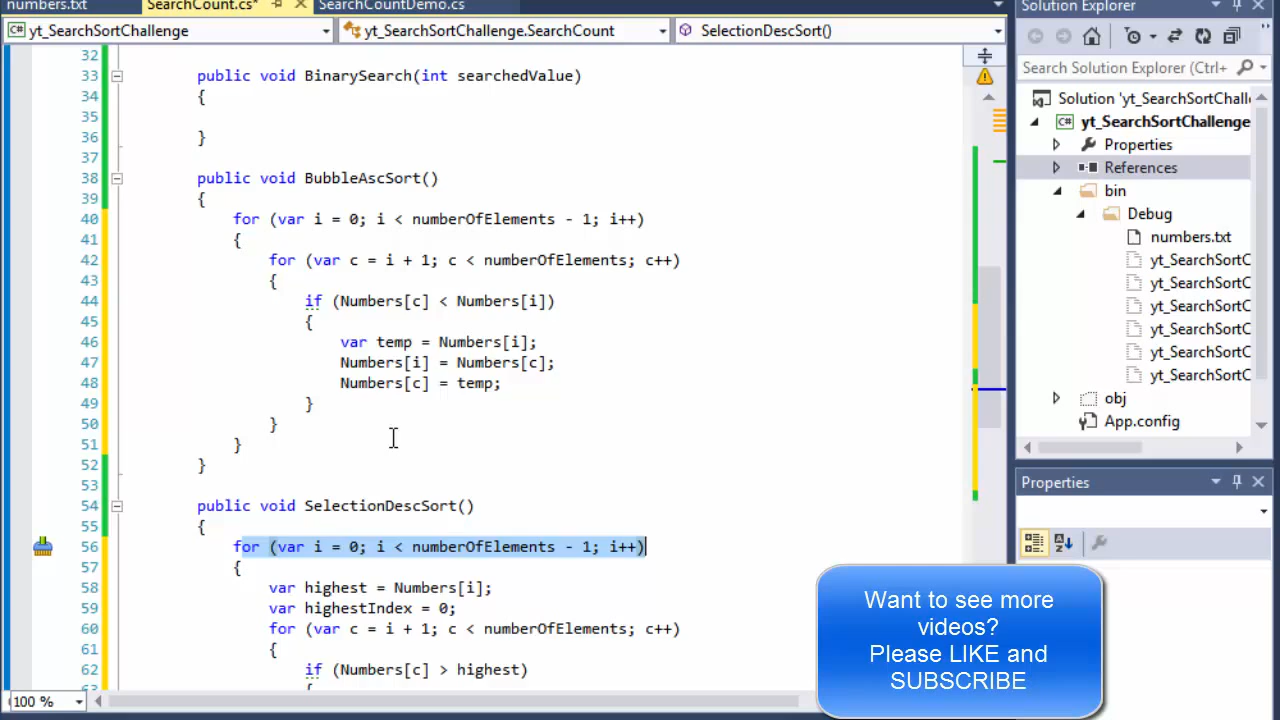 numbers.txt
SearchCount.cs*
SearchCountDemo.cs
yt_SearchSortChallenge
yt_SearchSortChallenge.SearchCount
SelectionDescSort()
32
33 public void BinarySearch(int searchedValue)
34 {
35
36 }
37
38 public void BubbleAscSort()
39 {
40 for (var i = 0; i < numberOfElements - 1; i++)
41 {
42 for (var c = i + 1; c < numberOfElements; c++)
43 {
44 if (Numbers[c] < Numbers[i])
45 {
46 var temp = Numbers[i];
47 Numbers[i] = Numbers[c];
48 Numbers[c] = temp;
49 }
50 }
51 }
52 }
53
54 public void SelectionDescSort()
55 {
56 for (var i = 0; i < numberOfElements - 1; i++)
57 {
58 var highest = Numbers[i];
59 var highestIndex = 0;
60 for (var c = i + 1; c < numberOfElements; c++)
61 {
62 if (Numbers[c] > highest)
63 {
100 %
Solution Explorer
Search Solution Explorer (Ctrl+
Solution 'yt_SearchSortChall
yt_SearchSortChallenge
Properties
References
bin
Debug
numbers.txt
yt_SearchSortC
yt_SearchSortC
yt_SearchSortC
yt_SearchSortC
yt_SearchSortC
yt_SearchSortC
obj
App.config
Properties
Want to see more
videos?
Please LIKE and
SUBSCRIBE